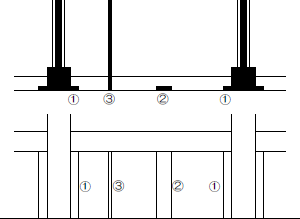 ① ③ ② ①
① ③ ② ①